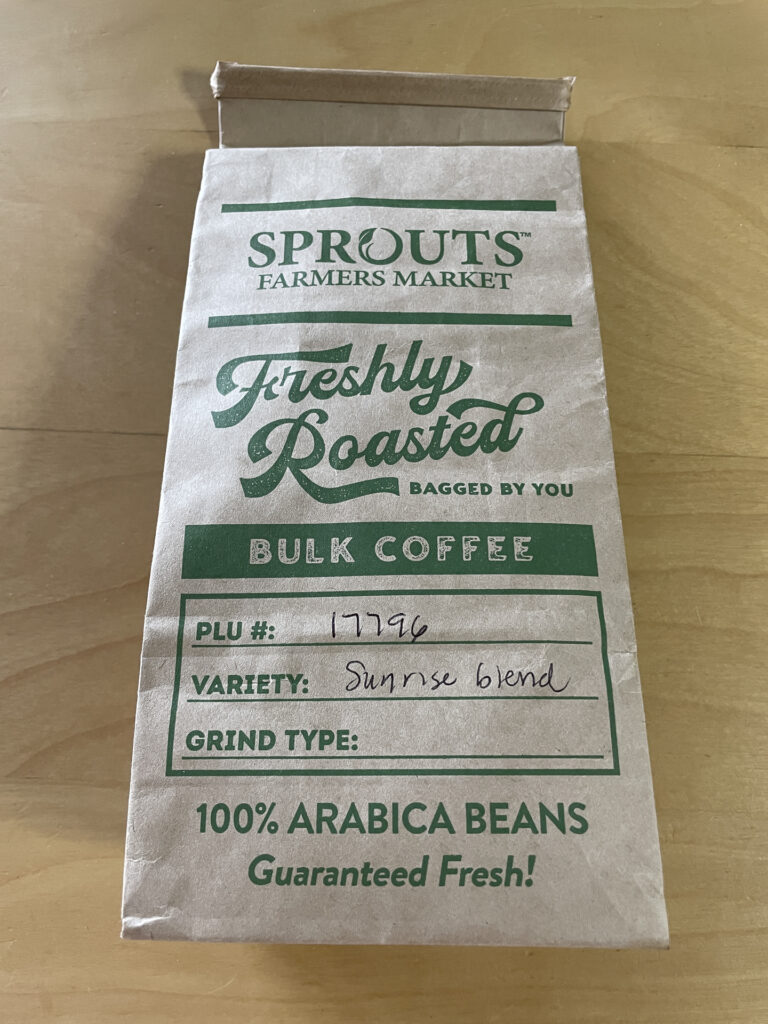 SPROUTS™
FARMERS MARKET
Freshly
Roasted
BAGGED BY YOU
BULK COFFEE
PLU #: 17796
VARIETY: Sunrise blend
GRIND TYPE:
100% ARABICA BEANS
Guaranteed Fresh!